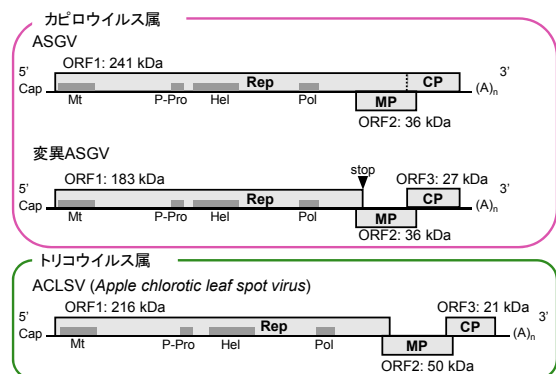 カピロウイルス属
ASGV
5’ ORF1: 241 kDa 3’
Cap Rep CP (A)n
Mt P-Pro Hel Pol MP
ORF2: 36 kDa
変異ASGV
stop
5’ ORF1: 183 kDa ORF3: 27 kDa 3’
Cap Rep CP (A)n
Mt P-Pro Hel Pol MP
ORF2: 36 kDa
トリコウイルス属
ACLSV (Apple chlorotic leaf spot virus)
5’ ORF1: 216 kDa ORF3: 21 kDa 3’
Cap Rep CP (A)n
Mt P-Pro Hel Pol MP
ORF2: 50 kDa